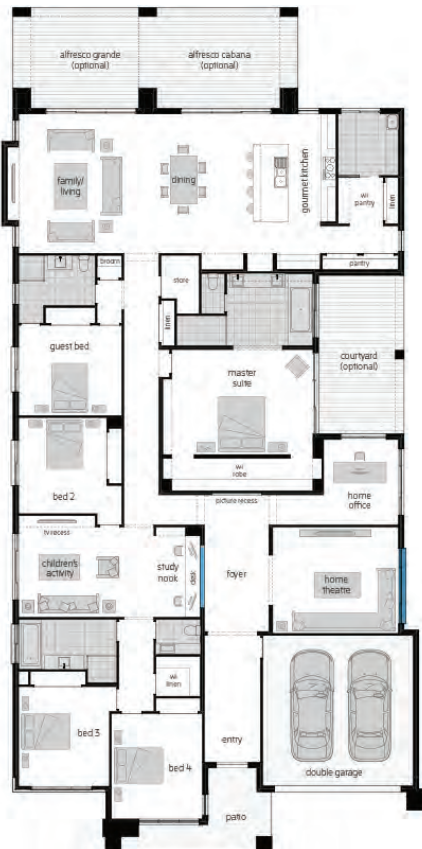 alfresco grande
(optional)
alfresco cabana
(optional)
family/
living
dining
gourmet kitchen
wi
pantry
linen
pantry
broom
store
linen
guest bed
master
suite
courtyard
(optional)
bed 2
wi
robe
picture recess
home
office
tv recess
children's
activity
study
nook
desk
foyer
home
theatre
wi
linen
bed 3
bed 4
entry
double garage
patio